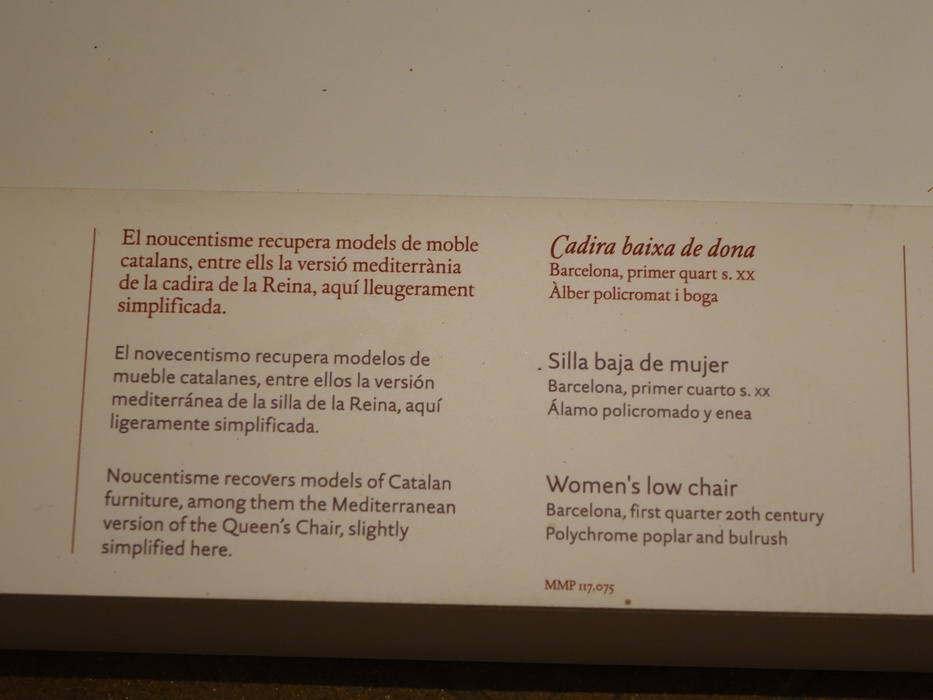 El noucentisme recupera models de moble
catalans, entre ells la versió mediterrània
de la cadira de la Reina, aquí lleugerament
simplificada.
El novecentismo recupera modelos de
mueble catalanes, entre ellos la versión
mediterránea de la silla de la Reina, aquí
ligeramente simplificada.
Noucentisme recovers models of Catalan
furniture, among them the Mediterranean
version of the Queen's Chair, slightly
simplified here.
Cadira baixa de dona
Barcelona, primer quart s. XX
Àlber policromat i boga
Silla baja de mujer
Barcelona, primer cuarto s. XX
Álamo policromado y enea
Women's low chair
Barcelona, first quarter 20th century
Polychrome poplar and bulrush
MMP 117.075